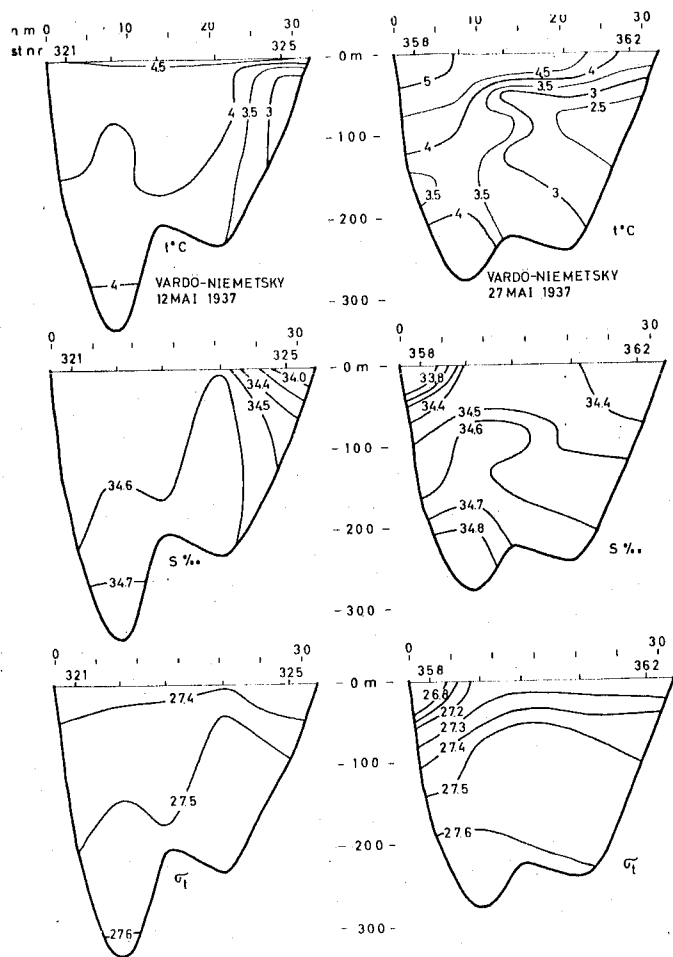 nm 0 10 20 30
st nr 321 325
0 10 20 30
358 362
- 0 m -
4.5
4 3.5 3
5
4.5 4
3.5
3
2.5
- 100 -
4
3.5 3.5 3
- 200 -
4
t°C
t°C
4
VARDÖ-NIEMETSKY
12 MAI 1937
VARDÖ-NIEMETSKY
27 MAI 1937
- 300 -
0 30
321 325
0 30
358 362
- 0 m -
34.0
34.4
34.5
33.8
34.4
34.5
34.6
34.4
- 100 -
34.6
34.7
34.8
- 200 -
S ‰
S ‰
34.7
- 300 -
0 30
321 325
0 30
358 362
- 0 m -
27.4
26.8
27.2
27.3
27.4
- 100 -
27.5
27.5
27.6
- 200 -
σt
σt
27.6
- 300 -